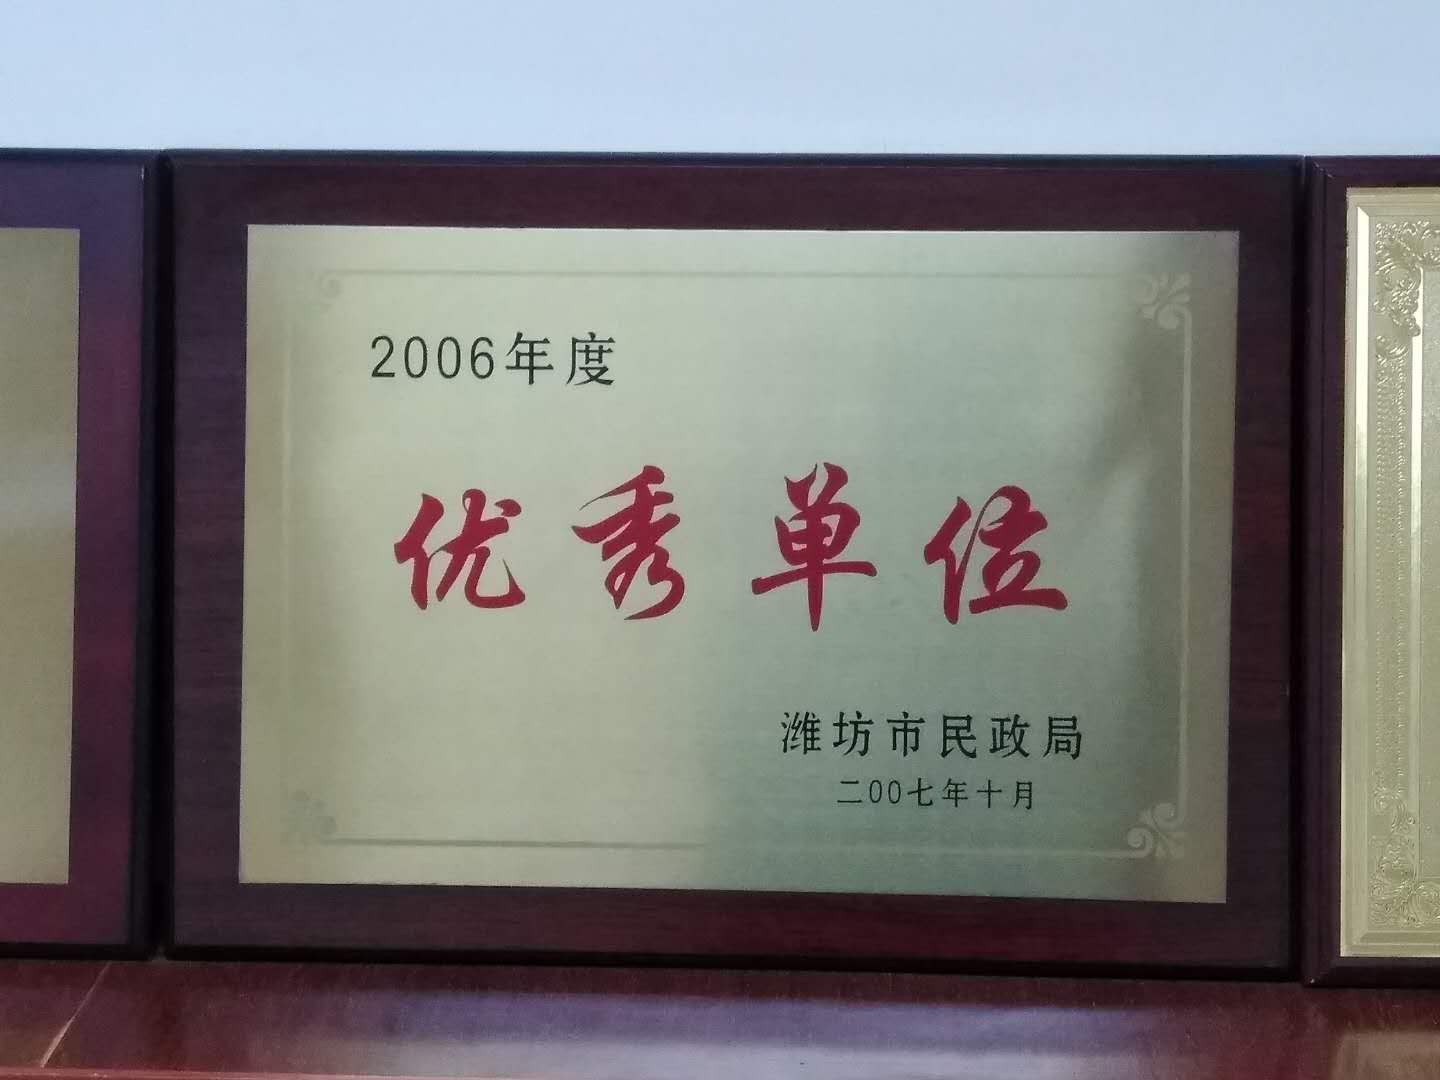 2006年度
优秀单位
潍坊市民政局
二00七年十月